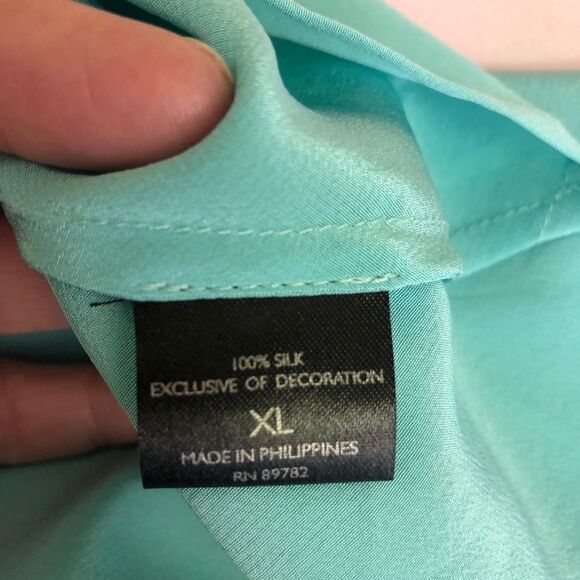 100% SILK
EXCLUSIVE OF DECORATION
XL
MADE IN PHILIPPINES
RN 89782